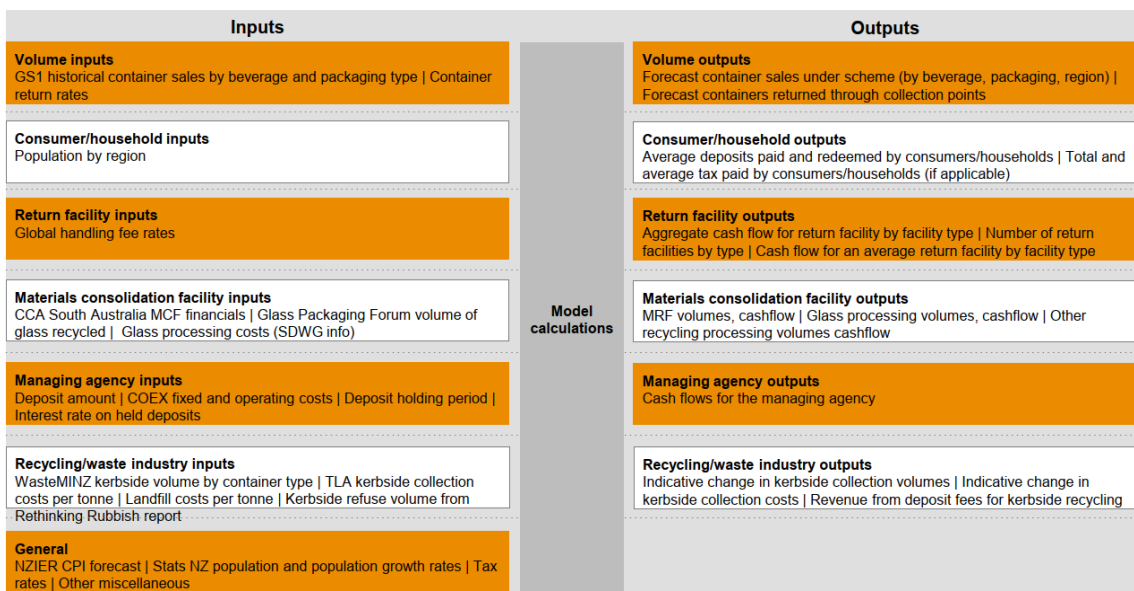 Inputs
Outputs
Volume inputs
GS1 historical container sales by beverage and packaging type | Container
return rates
Consumer/household inputs
Population by region
Return facility inputs
Global handling fee rates
Materials consolidation facility inputs
CCA South Australia MCF financials | Glass Packaging Forum volume of
glass recycled | Glass processing costs (SDWG info)
Managing agency inputs
Deposit amount | COEX fixed and operating costs | Deposit holding period |
Interest rate on held deposits
Recycling/waste industry inputs
WasteMINZ kerbside volume by container type | TLA kerbside collection
costs per tonne | Landfill costs per tonne | Kerbside refuse volume from
Rethinking Rubbish report
General
NZIER CPI forecast | Stats NZ population and population growth rates | Tax
rates | Other miscellaneous
Model
calculations
Volume outputs
Forecast container sales under scheme (by beverage, packaging, region) |
Forecast containers returned through collection points
Consumer/household outputs
Average deposits paid and redeemed by consumers/households | Total and
average tax paid by consumers/households (if applicable)
Return facility outputs
Aggregate cash flow for return facility by facility type | Number of return
facilities by type | Cash flow for an average return facility by facility type
Materials consolidation facility outputs
MRF volumes, cashflow | Glass processing volumes, cashflow | Other
recycling processing volumes cashflow
Managing agency outputs
Cash flows for the managing agency
Recycling/waste industry outputs
Indicative change in kerbside collection volumes | Indicative change in
kerbside collection costs | Revenue from deposit fees for kerbside recycling